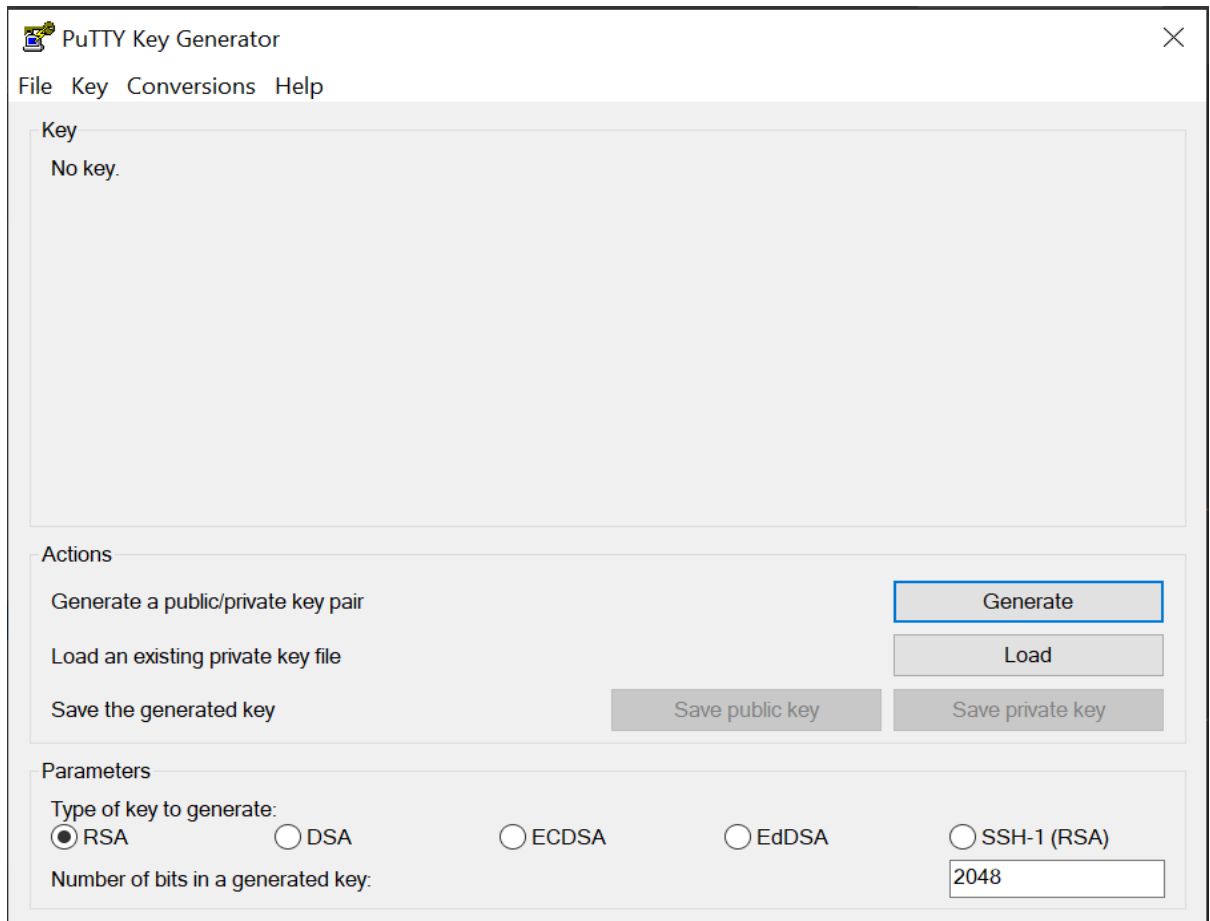 PuTTY Key Generator
File Key Conversions Help
Key
No key.
Actions
Generate a public/private key pair Generate
Load an existing private key file Load
Save the generated key Save public key Save private key
Parameters
Type of key to generate:
RSA DSA ECDSA EdDSA SSH-1 (RSA)
Number of bits in a generated key: 2048